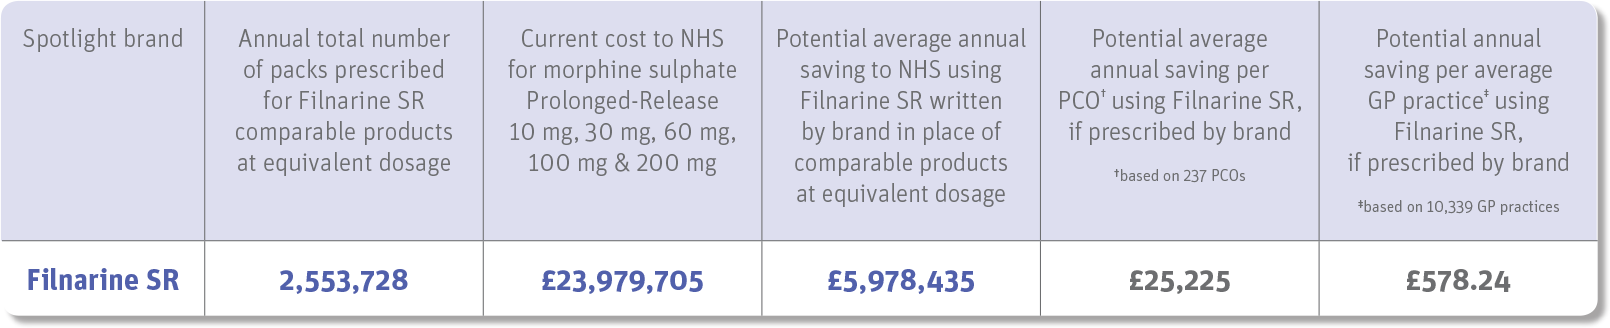 Spotlight brand
Annual total number
of packs prescribed
for Filnarine SR
comparable products
at equivalent dosage
Current cost to NHS
for morphine sulphate
Prolonged-Release
10 mg, 30 mg, 60 mg,
100 mg & 200 mg
Potential average annual
saving to NHS using
Filnarine SR written
by brand in place of
comparable products
at equivalent dosage
Potential average
annual saving per
PCO† using Filnarine SR,
if prescribed by brand
†based on 237 PCOs
Potential annual
saving per average
GP practice‡ using
Filnarine SR,
if prescribed by brand
‡based on 10,339 GP practices
Filnarine SR
2,553,728
£23,979,705
£5,978,435
£25,225
£578.24